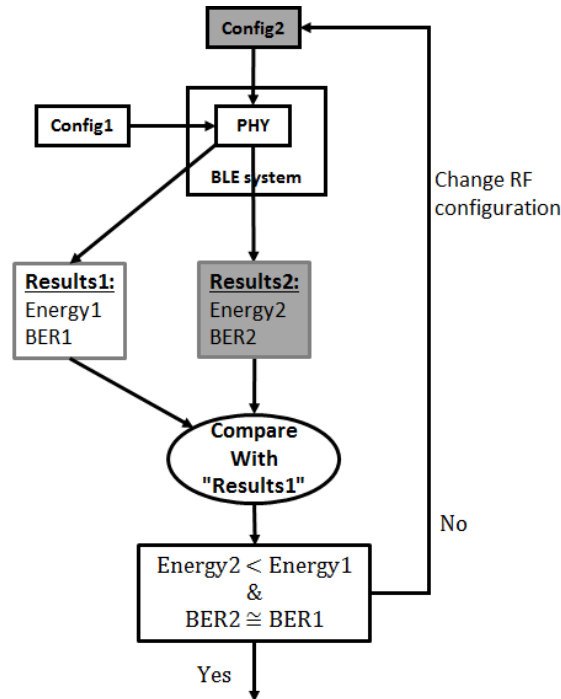 Config2
Config1
PHY
BLE system
Change RF
configuration
Results1:
Energy1
BER1
Results2:
Energy2
BER2
Compare
With
"Results1"
No
Energy2 < Energy1
&
BER2 ≅ BER1
Yes